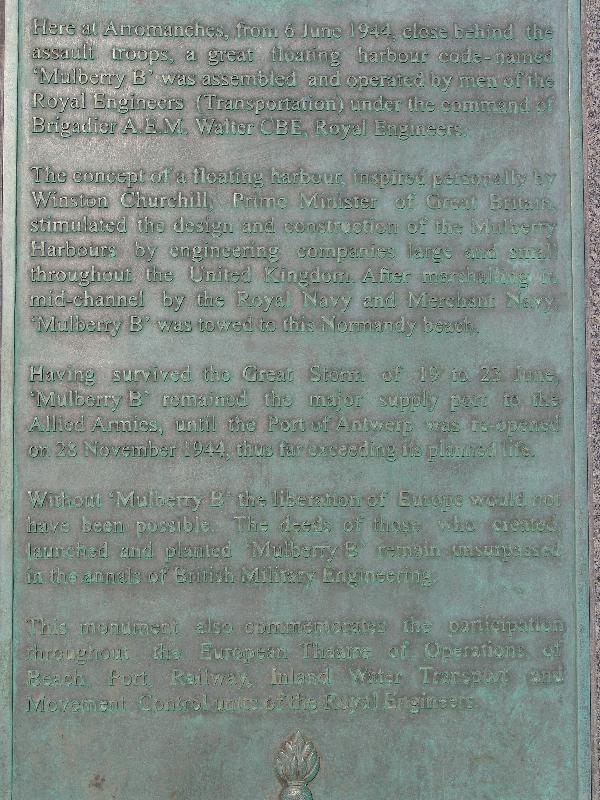 Here at Arromanches, from 6 June 1944, close behind the
assault troops, a great floating harbour code-named
'Mulberry B' was assembled and operated by men of the
Royal Engineers (Transportation) under the command of
Brigadier A.E.M. Walter CBE, Royal Engineers.
The concept of a floating harbour, inspired personally by
Winston Churchill, Prime Minister of Great Britain,
stimulated the design and construction of the Mulberry
Harbours by engineering companies large and small
throughout the United Kingdom. After marshalling in
mid-channel by the Royal Navy and Merchant Navy,
'Mulberry B' was towed to this Normandy beach.
Having survived the Great Storm of 19 to 23 June,
'Mulberry B' remained the major supply port to the
Allied Armies, until the Port of Antwerp was re-opened
on 28 November 1944, thus far exceeding its planned life.
Without 'Mulberry B' the liberation of Europe would not
have been possible. The deeds of those who created,
launched and planted 'Mulberry B' remain unsurpassed
in the annals of British Military Engineering.
This monument also commemorates the participation
throughout the European Theatre of Operations of
Beach, Port, Railway, Inland Water Transport and
Movement Control units of the Royal Engineers.